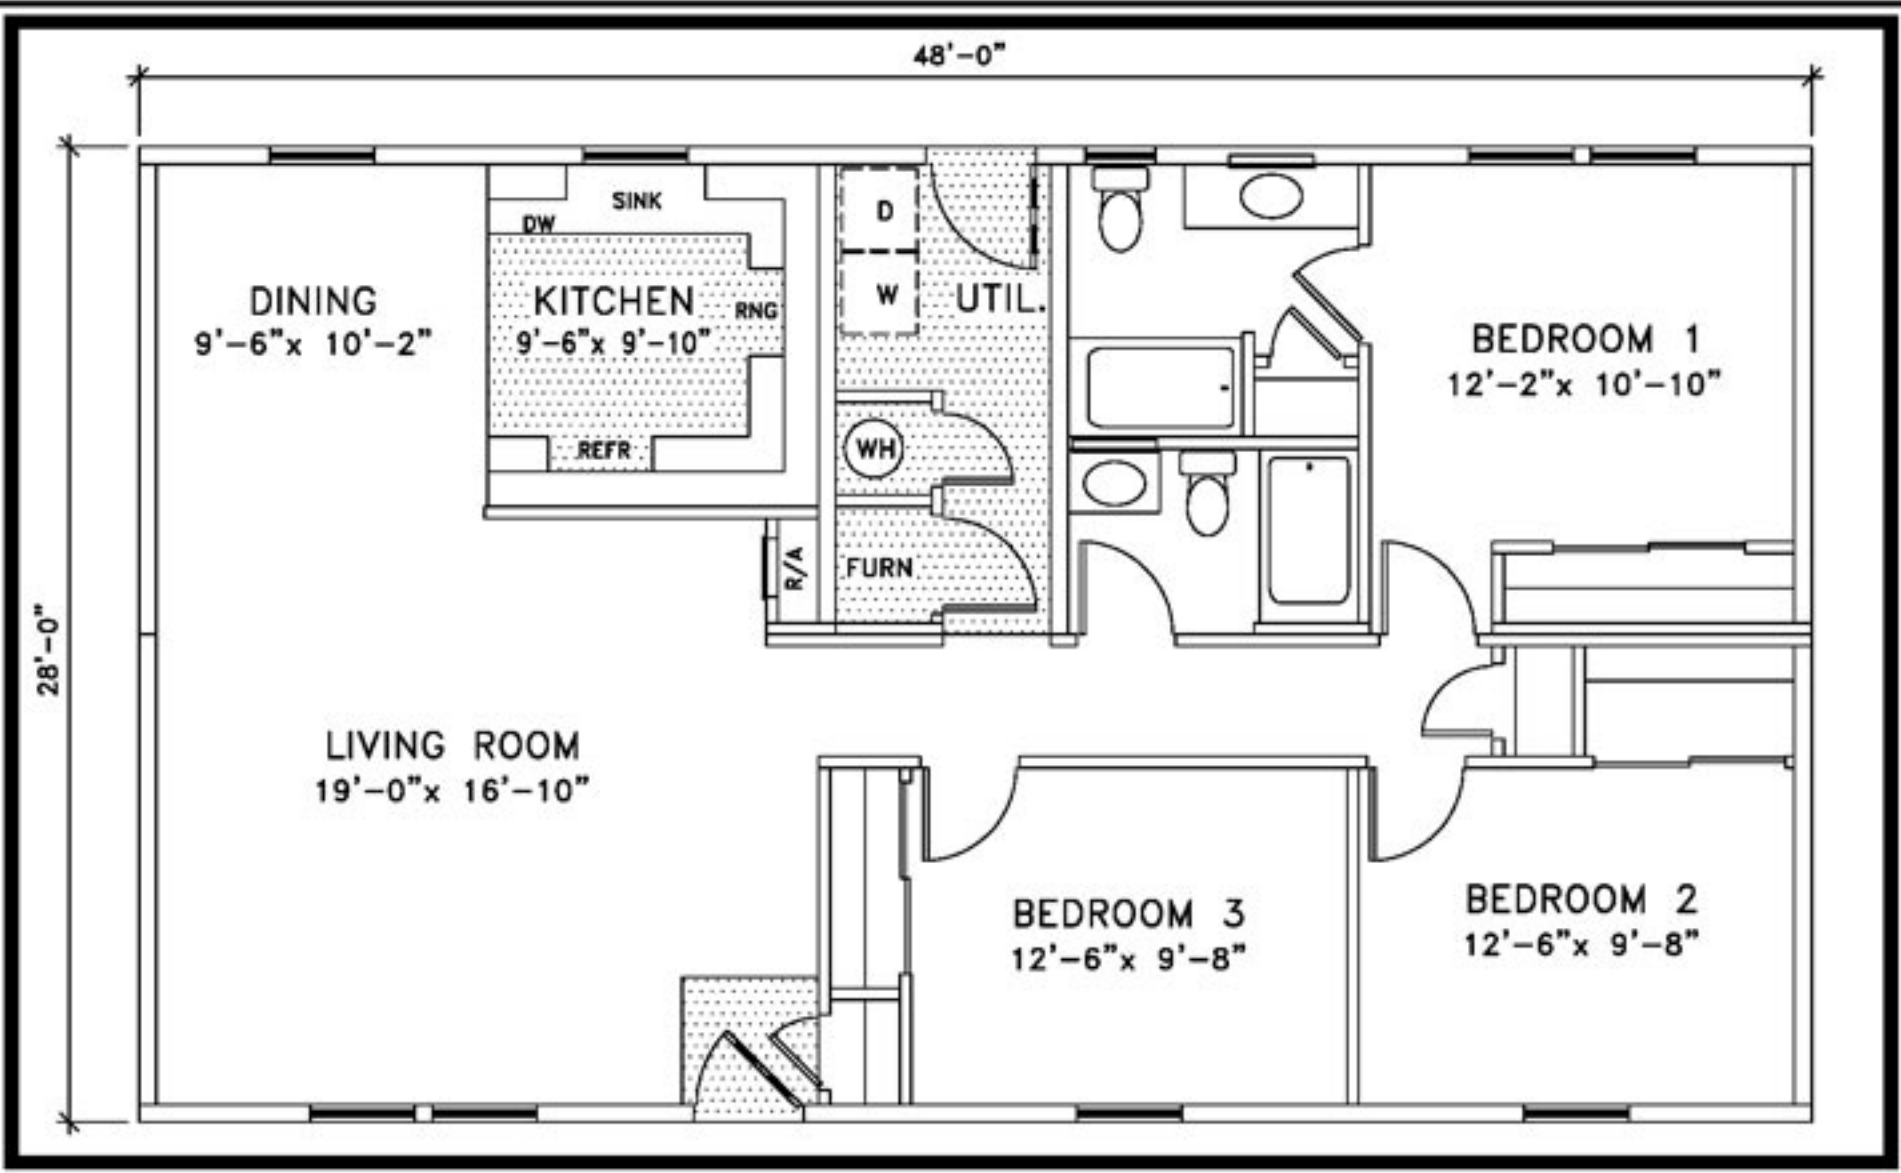 48'-0"
28'-0"
DINING
9'-6"x 10'-2"
SINK
DW
KITCHEN
9'-6"x 9'-10"
RNG
REFR
D
W
UTIL.
WH
FURN
R/A
BEDROOM 1
12'-2"x 10'-10"
LIVING ROOM
19'-0"x 16'-10"
BEDROOM 3
12'-6"x 9'-8"
BEDROOM 2
12'-6"x 9'-8"